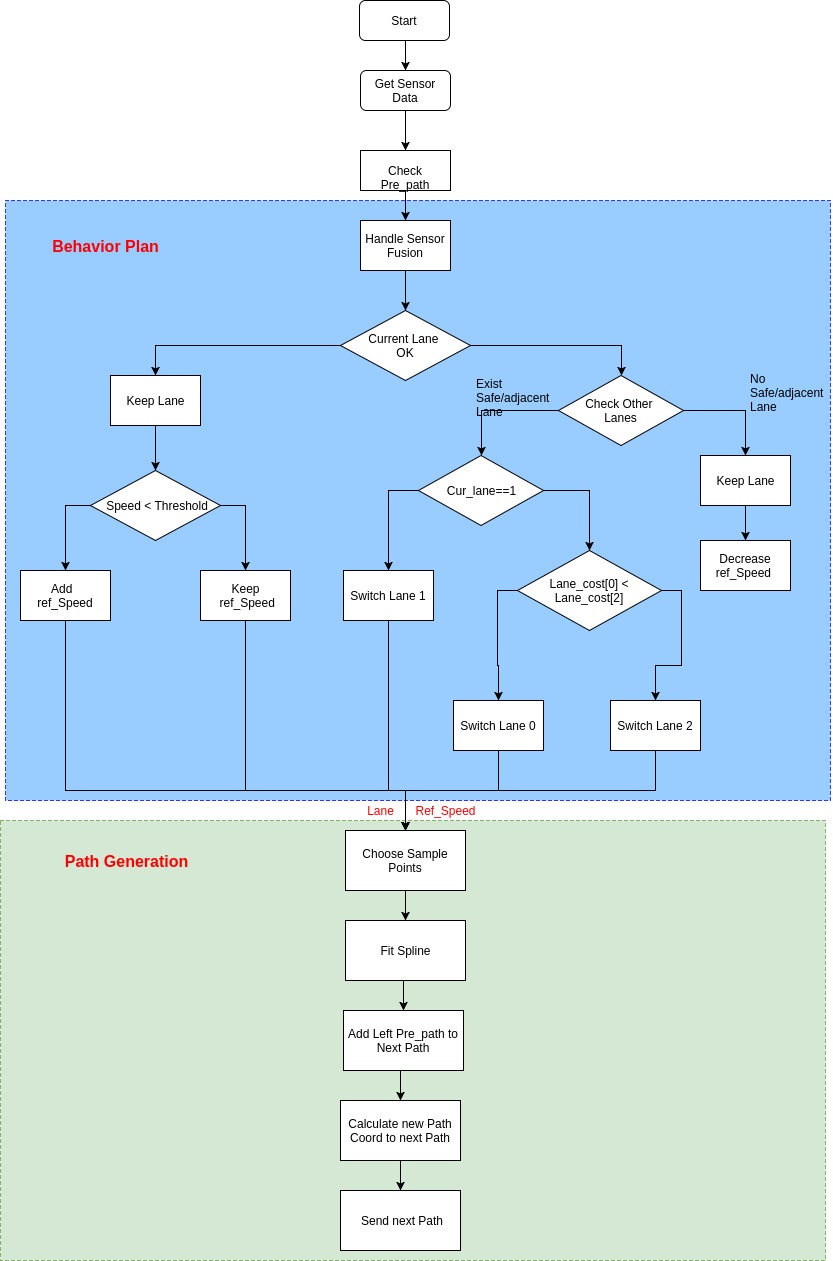 Start
Get Sensor
Data
Check
Pre_path
Behavior Plan
Handle Sensor
Fusion
Current Lane
OK
Keep Lane
Exist
Safe/adjacent
Lane
Check Other
Lanes
No
Safe/adjacent
Lane
Speed < Threshold
Cur_lane==1
Keep Lane
Add
ref_Speed
Keep
ref_Speed
Switch Lane 1
Lane_cost[0] <
Lane_cost[2]
Decrease
ref_Speed
Switch Lane 0
Switch Lane 2
Lane
Ref_Speed
Path Generation
Choose Sample
Points
Fit Spline
Add Left Pre_path to
Next Path
Calculate new Path
Coord to next Path
Send next Path